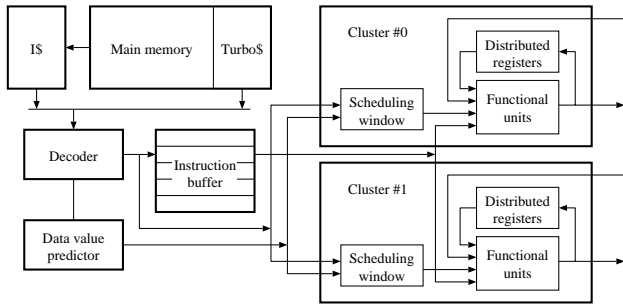 I$
Main memory
Turbo$
Decoder
Instruction
buffer
Data value
predictor
Cluster #0
Distributed
registers
Scheduling
window
Functional
units
Cluster #1
Distributed
registers
Scheduling
window
Functional
units